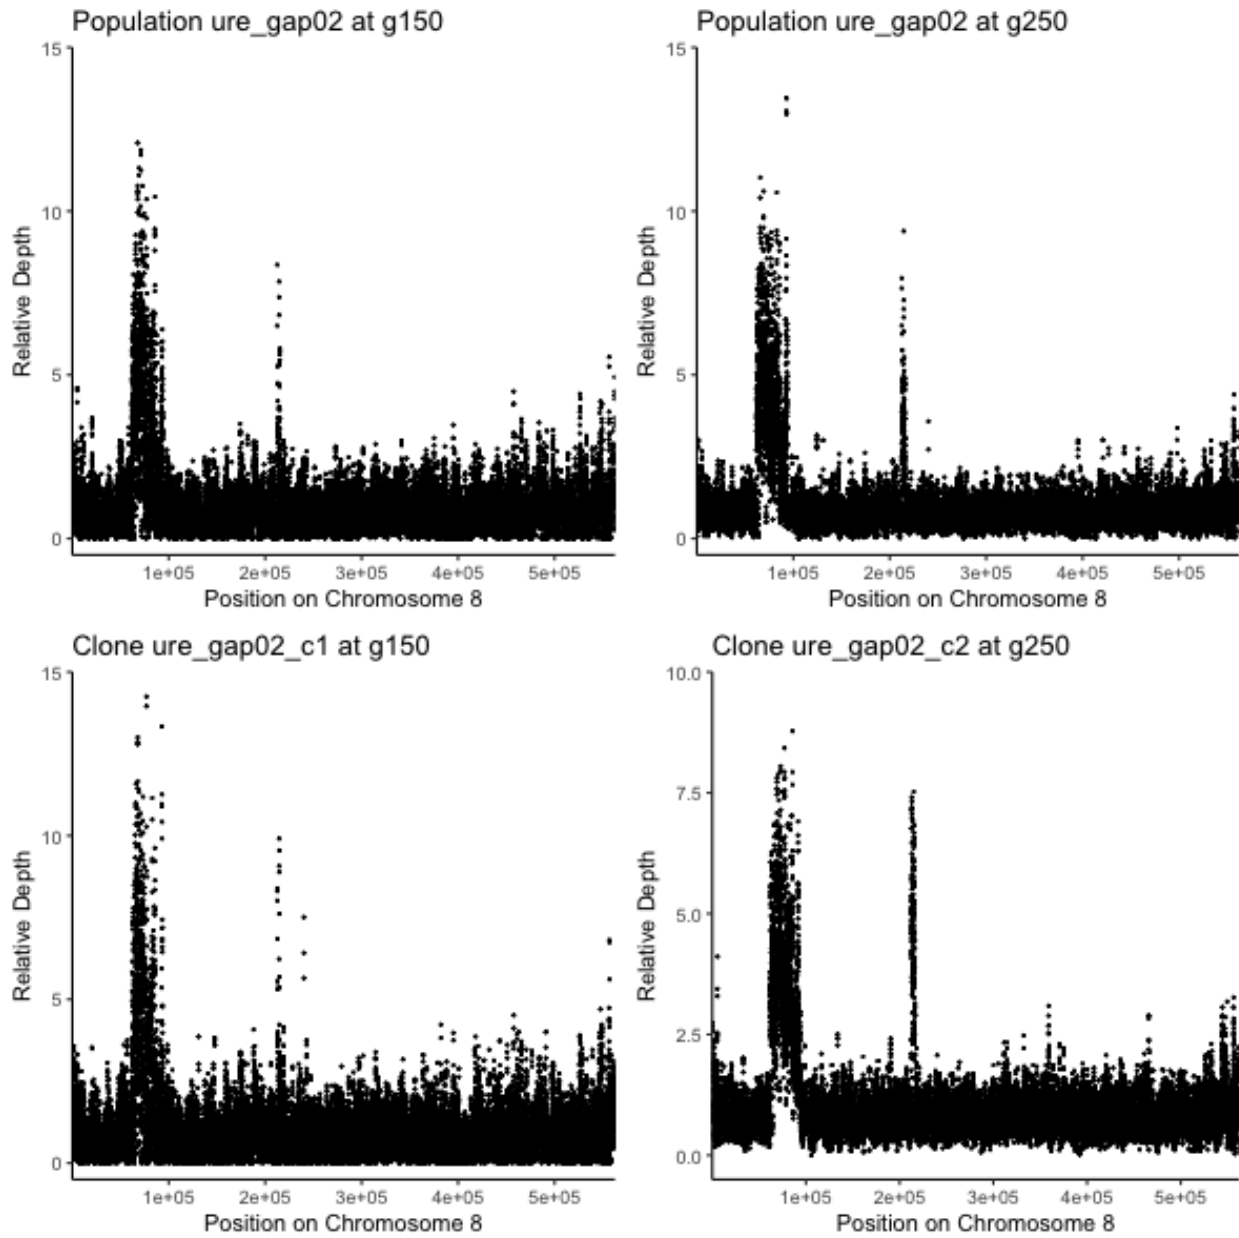 Population ure_gap02 at g150
15
10
5
0
Relative Depth
1e+05 2e+05 3e+05 4e+05 5e+05
Position on Chromosome 8
Population ure_gap02 at g250
15
10
5
0
Relative Depth
1e+05 2e+05 3e+05 4e+05 5e+05
Position on Chromosome 8
Clone ure_gap02_c1 at g150
15
10
5
0
Relative Depth
1e+05 2e+05 3e+05 4e+05 5e+05
Position on Chromosome 8
Clone ure_gap02_c2 at g250
10.0
7.5
5.0
2.5
0.0
Relative Depth
1e+05 2e+05 3e+05 4e+05 5e+05
Position on Chromosome 8